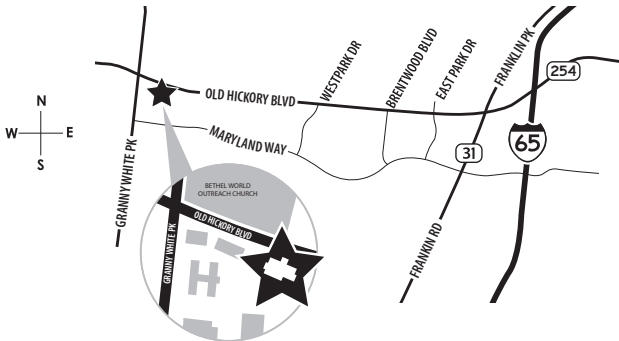 N
W
E
S
GRANNY WHITE PK
OLD HICKORY BLVD
MARYLAND WAY
WESTPARK DR
BRENTWOOD BLVD
EAST PARK DR
FRANKLIN PK
254
65
31
FRANKIN RD
BETHEL WORLD
OUTREACH CHURCH
OLD HICKORY BLVD
GRANNY WHITE PK